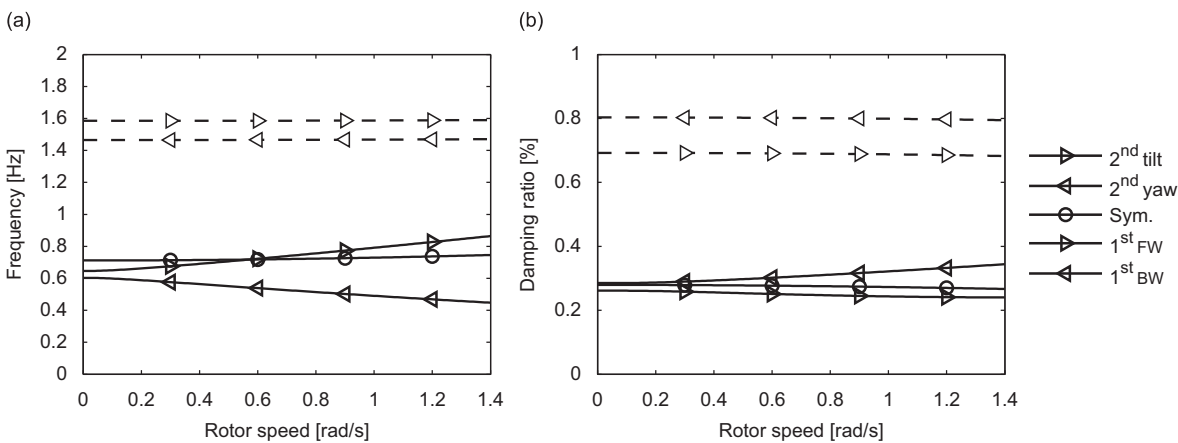 (a)
2
1.8
1.6
1.4
1.2
1
0.8
0.6
0.4
0.2
0
Frequency [Hz]
0 0.2 0.4 0.6 0.8 1 1.2 1.4
Rotor speed [rad/s]
(b)
1
0.8
0.6
0.4
0.2
0
Damping ratio [%]
0 0.2 0.4 0.6 0.8 1 1.2 1.4
Rotor speed [rad/s]
2nd tilt
2nd yaw
Sym.
1st FW
1st BW